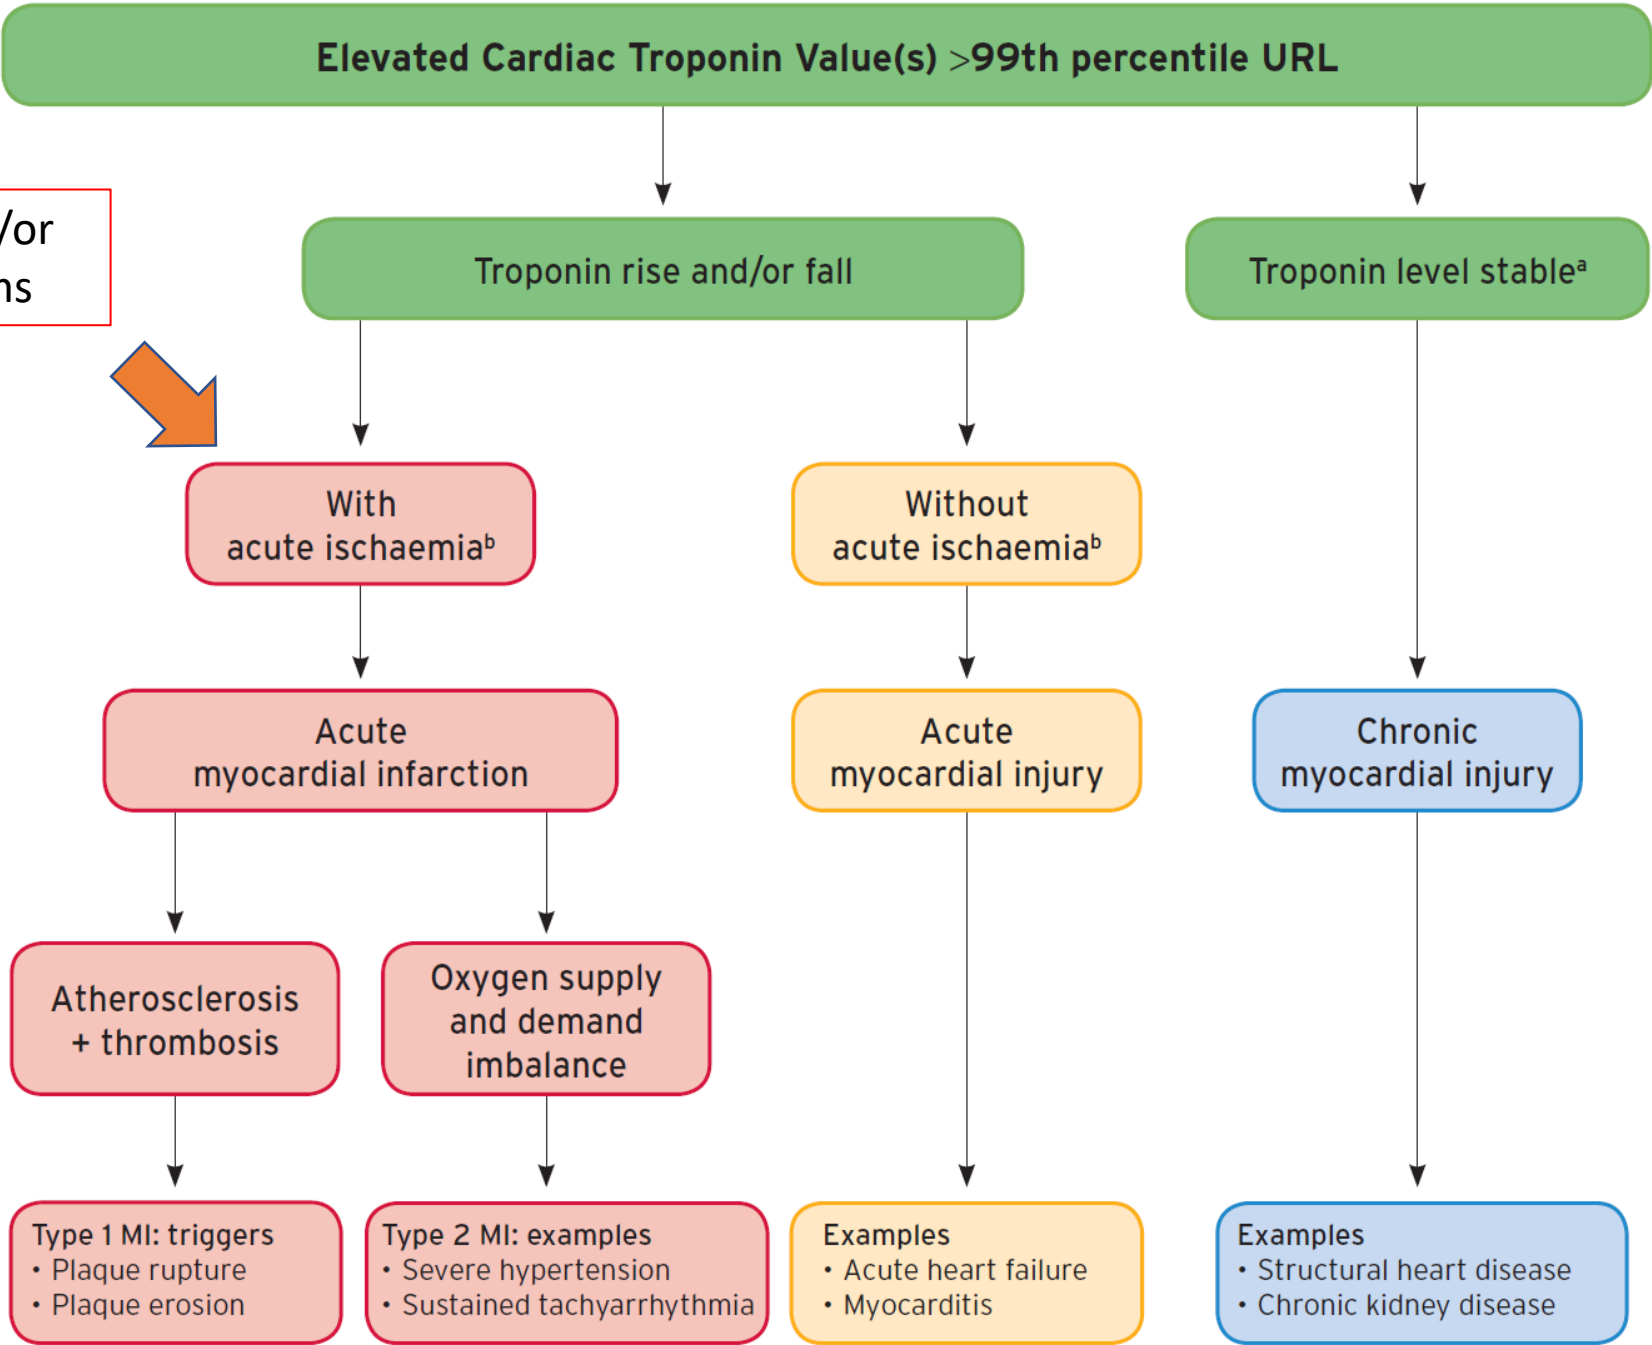 Elevated Cardiac Troponin Value(s) >99th percentile URL
/or
Troponin rise and/or fall
Troponin level stableᵃ
With
acute ischaemiaᵇ
Without
acute ischaemiaᵇ
Acute
myocardial infarction
Acute
myocardial injury
Chronic
myocardial injury
Atherosclerosis
+ thrombosis
Oxygen supply
and demand
imbalance
Type 1 MI: triggers
• Plaque rupture
• Plaque erosion
Type 2 MI: examples
• Severe hypertension
• Sustained tachyarrhythmia
Examples
• Acute heart failure
• Myocarditis
Examples
• Structural heart disease
• Chronic kidney disease